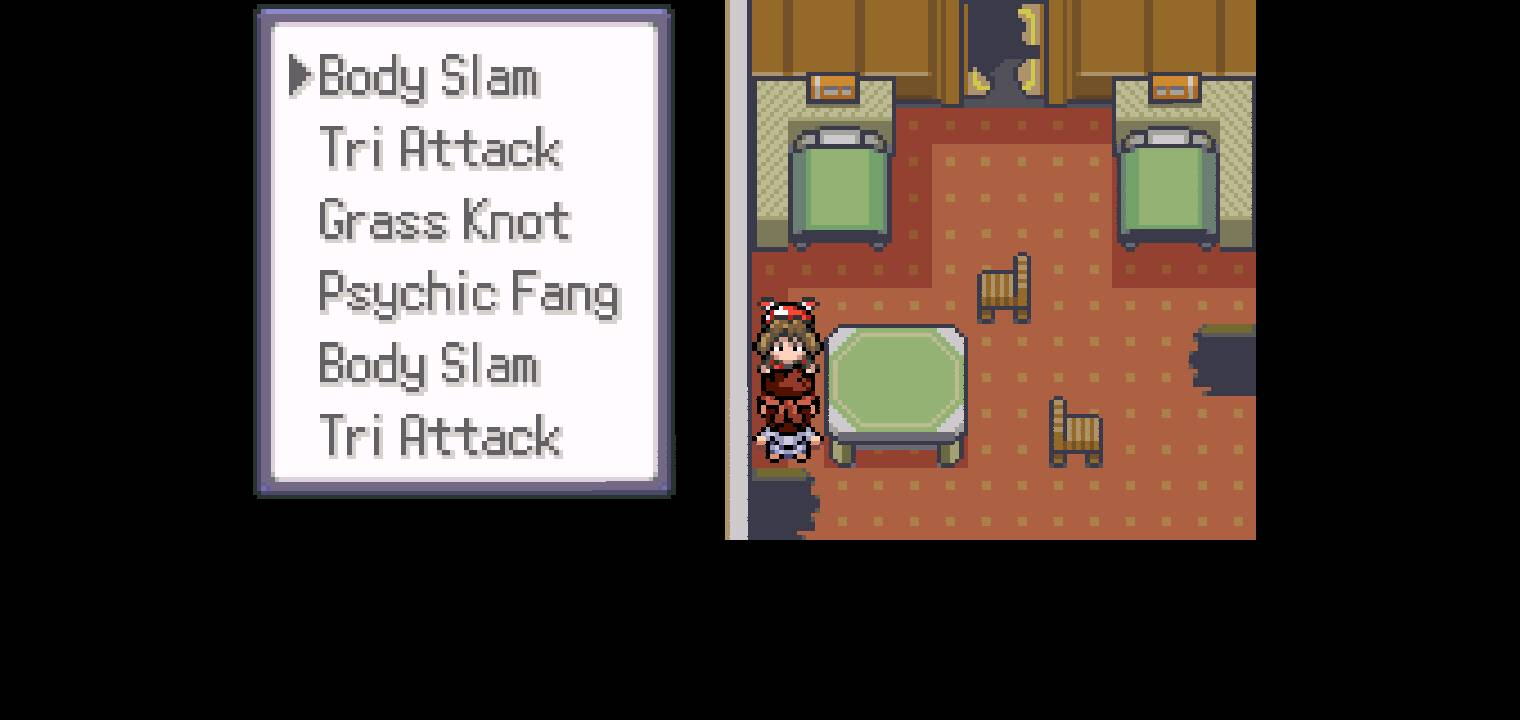 Body Slam
Tri Attack
Grass Knot
Psychic Fang
Body Slam
Tri Attack